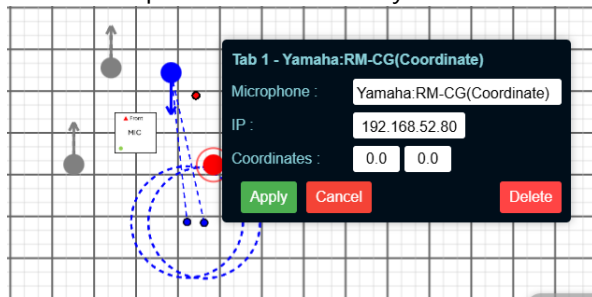 Tab 1 - Yamaha:RM-CG(Coordinate)
Microphone : Yamaha:RM-CG(Coordinate)
IP : 192.168.52.80
Coordinates : 0.0 0.0
Apply Cancel Delete
Front
MIC